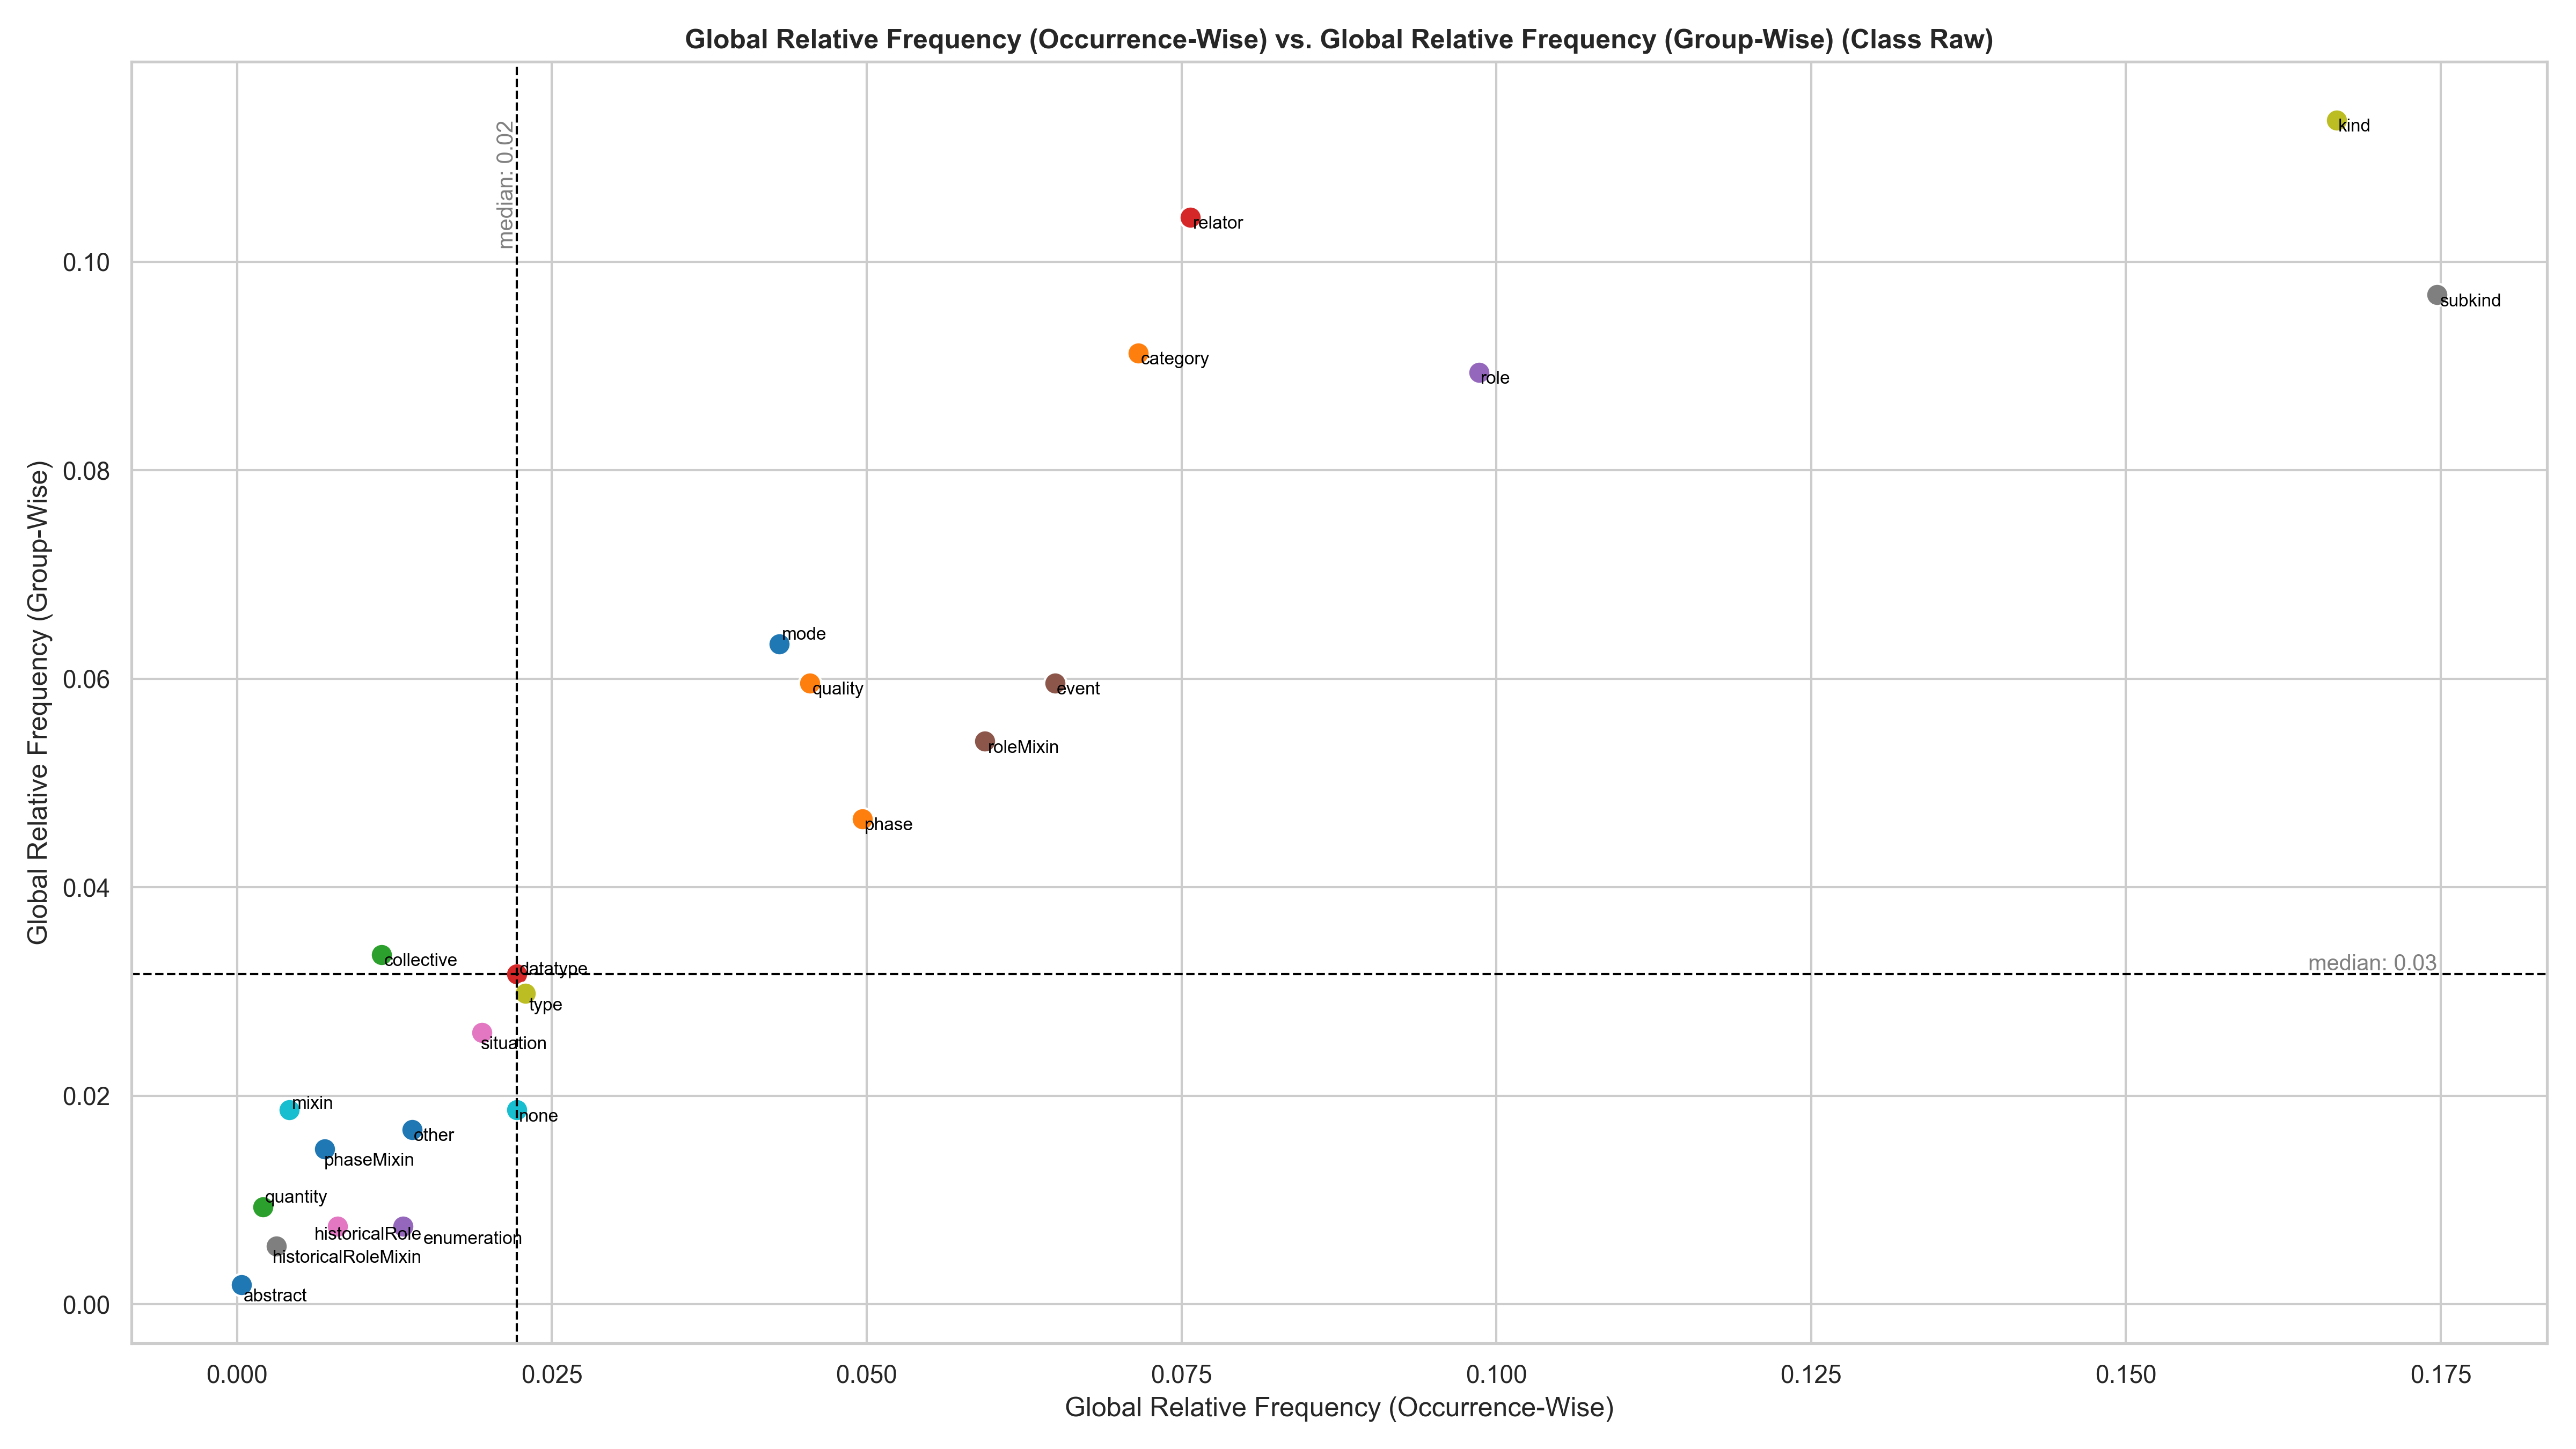 Global Relative Frequency (Occurrence-Wise) vs. Global Relative Frequency (Group-Wise) (Class Raw)
median: 0.02
kind
relator
0.10
subkind
category
role
0.08
Global Relative Frequency (Group-Wise)
mode
0.06
quality
event
roleMixin
phase
0.04
collective
datatype
median: 0.03
type
situation
0.02
mixin
none
other
phaseMixin
quantity
historicalRole
enumeration
historicalRoleMixin
abstract
0.00
0.000
0.025
0.050
0.075
0.100
0.125
0.150
0.175
Global Relative Frequency (Occurrence-Wise)